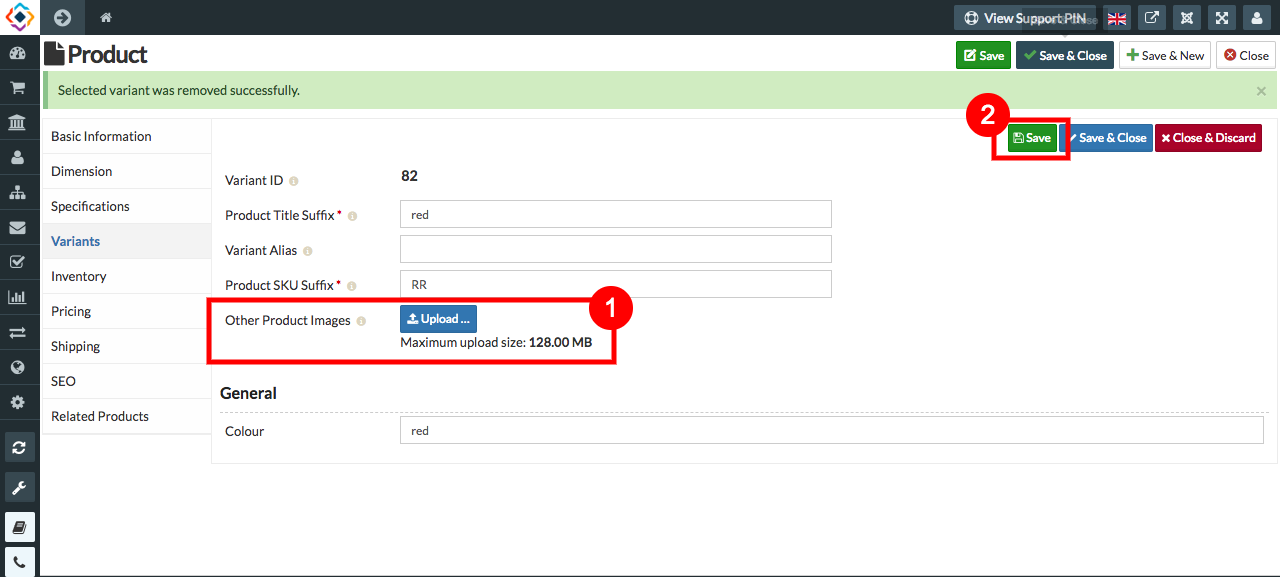 View Support PIN
Product
Save
Save & Close
Save & New
Close
Selected variant was removed successfully.
×
Basic Information
Dimension
Specifications
Variants
Inventory
Pricing
Shipping
SEO
Related Products
2
Save
Save & Close
Close & Discard
Variant ID
82
Product Title Suffix *
red
Variant Alias
Product SKU Suffix *
RR
1
Other Product Images
Upload ...
Maximum upload size: 128.00 MB
General
Colour
red